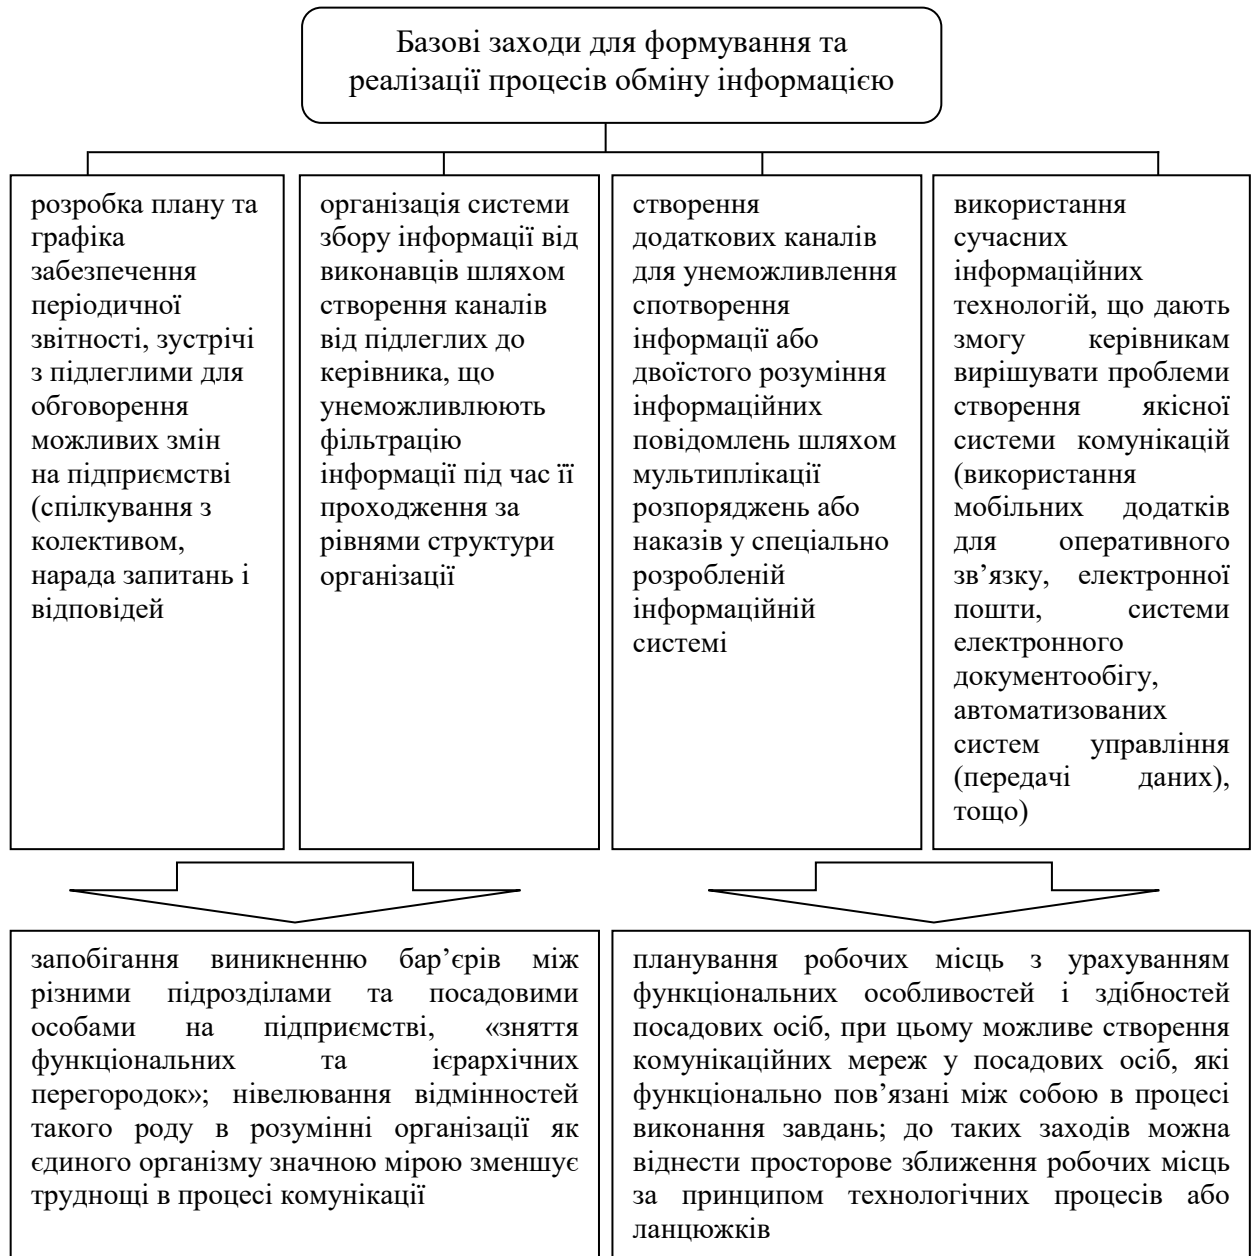 Базові заходи для формування та
реалізації процесів обміну інформацією
розробка плану та
графіка
забезпечення
періодичної
звітності, зустрічі
з підлеглими для
обговорення
можливих змін
на підприємстві
(спілкування з
колективом,
нарада запитань і
відповідей
організація системи
збору інформації від
виконавців шляхом
створення каналів
від підлеглих до
керівника, що
унеможливлюють
фільтрацію
інформації під час її
проходження за
рівнями структури
організації
створення
додаткових каналів
для унеможливлення
спотворення
інформації або
двоїстого розуміння
інформаційних
повідомлень шляхом
мультиплікації
розпоряджень або
наказів у спеціально
розробленій
інформаційній
системі
використання
сучасних
інформаційних
технологій, що дають
змогу керівникам
вирішувати проблеми
створення якісної
системи комунікацій
(використання
мобільних додатків
для оперативного
зв’язку, електронної
пошти, системи
електронного
документообігу,
автоматизованих
систем управління
(передачі даних),
тощо)
запобігання виникненню бар’єрів між
різними підрозділами та посадовими
особами на підприємстві, «зняття
функціональних та ієрархічних
перегородок»; нівелювання відмінностей
такого роду в розумінні організації як
єдиного організму значною мірою зменшує
труднощі в процесі комунікації
планування робочих місць з урахуванням
функціональних особливостей і здібностей
посадових осіб, при цьому можливе створення
комунікаційних мереж у посадових осіб, які
функціонально пов’язані між собою в процесі
виконання завдань; до таких заходів можна
віднести просторове зближення робочих місць
за принципом технологічних процесів або
ланцюжків